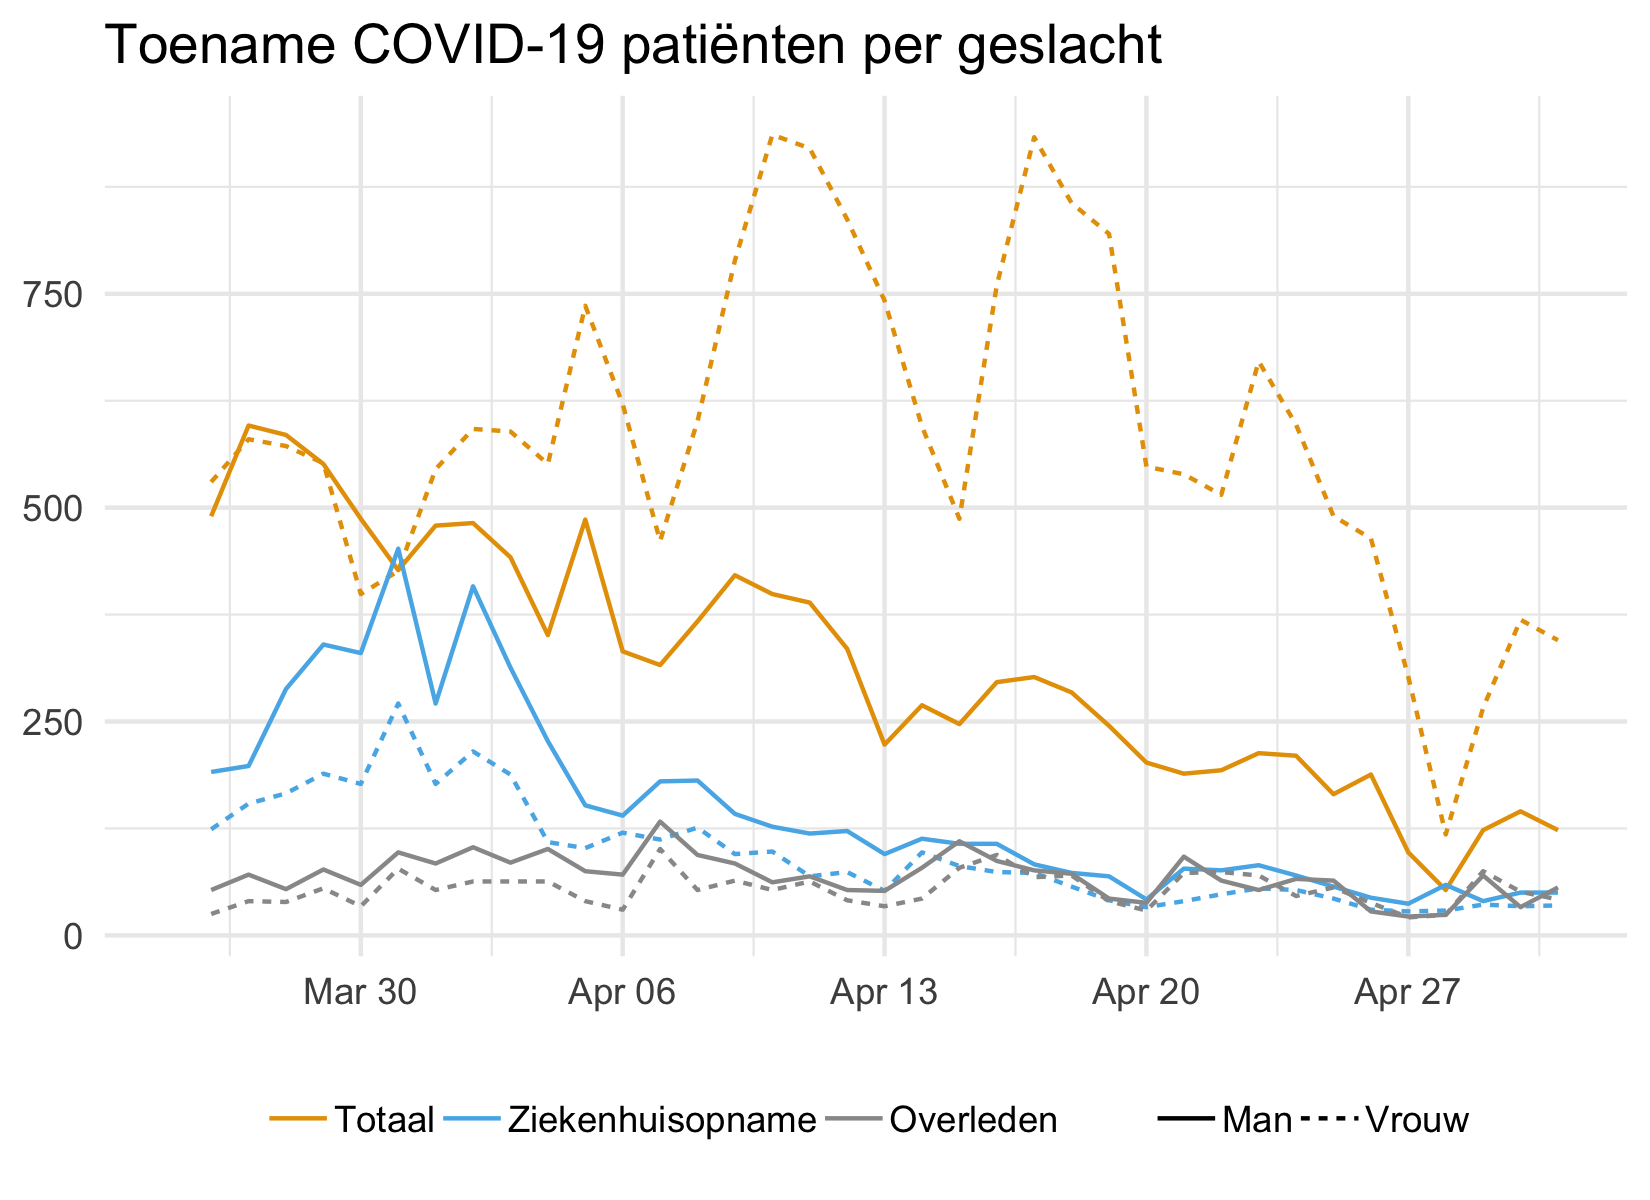 Toename COVID-19 patiënten per geslacht
750
500
250
0
Mar 30 Apr 06 Apr 13 Apr 20 Apr 27
Totaal Ziekenhuisopname Overleden Man Vrouw